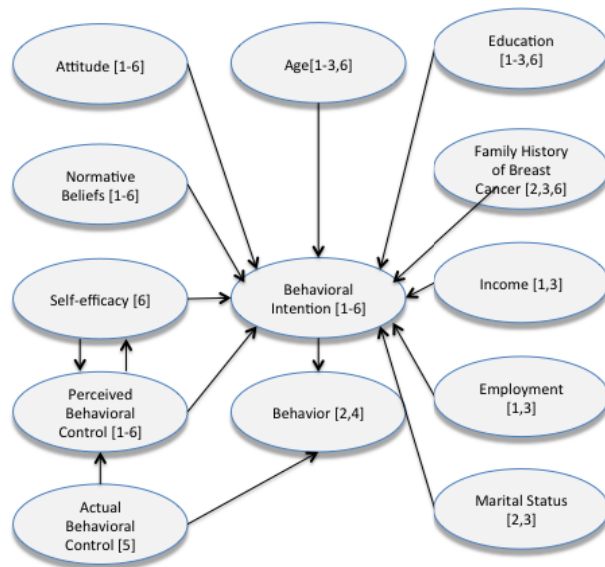 Attitude [1-6]
Age[1-3,6]
Education
[1-3,6]
Normative
Beliefs [1-6]
Family History
of Breast
Cancer [2,3,6]
Self-efficacy [6]
Behavioral
Intention [1-6]
Income [1,3]
Perceived
Behavioral
Control [1-6]
Behavior [2,4]
Employment
[1,3]
Actual
Behavioral
Control [5]
Marital Status
[2,3]